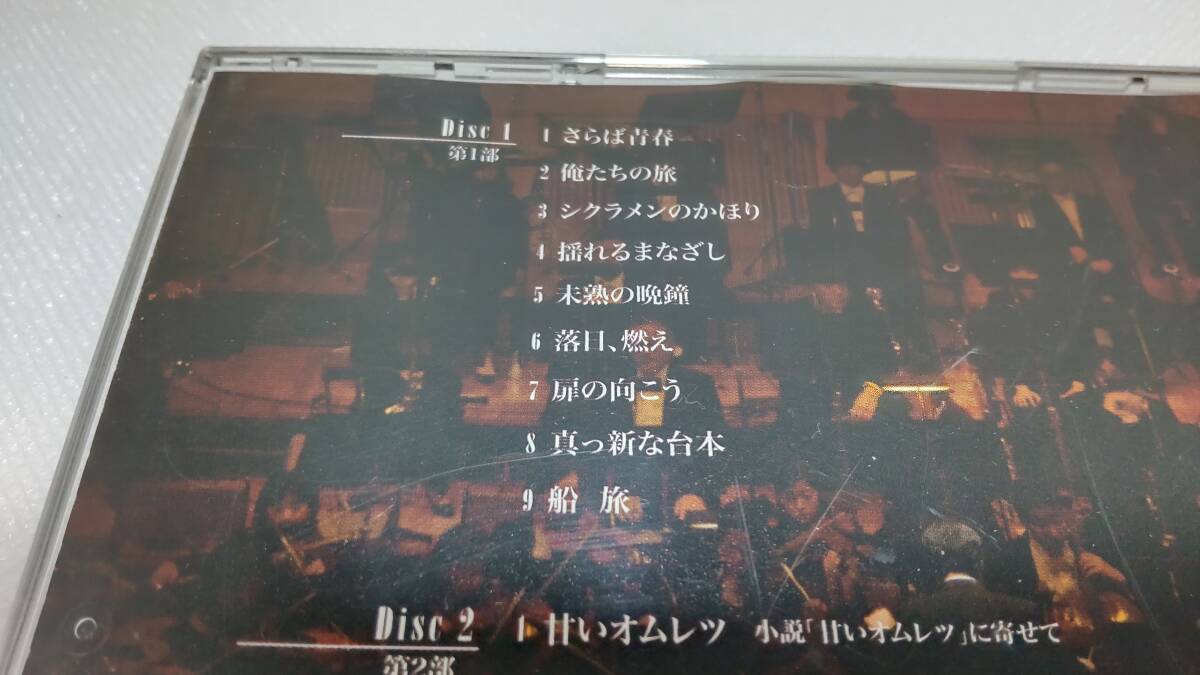 Disc 1
第1部
1 さらば青春
2 俺たちの旅
3 シクラメンのかほり
4 揺れるまなざし
5 未熟の晩鐘
6 落日、燃え
7 扉の向こう
8 真っ新な台本
9 船 旅
Disc 2
第2部
1 甘いオムレツ 小説「甘いオムレツ」に寄せて